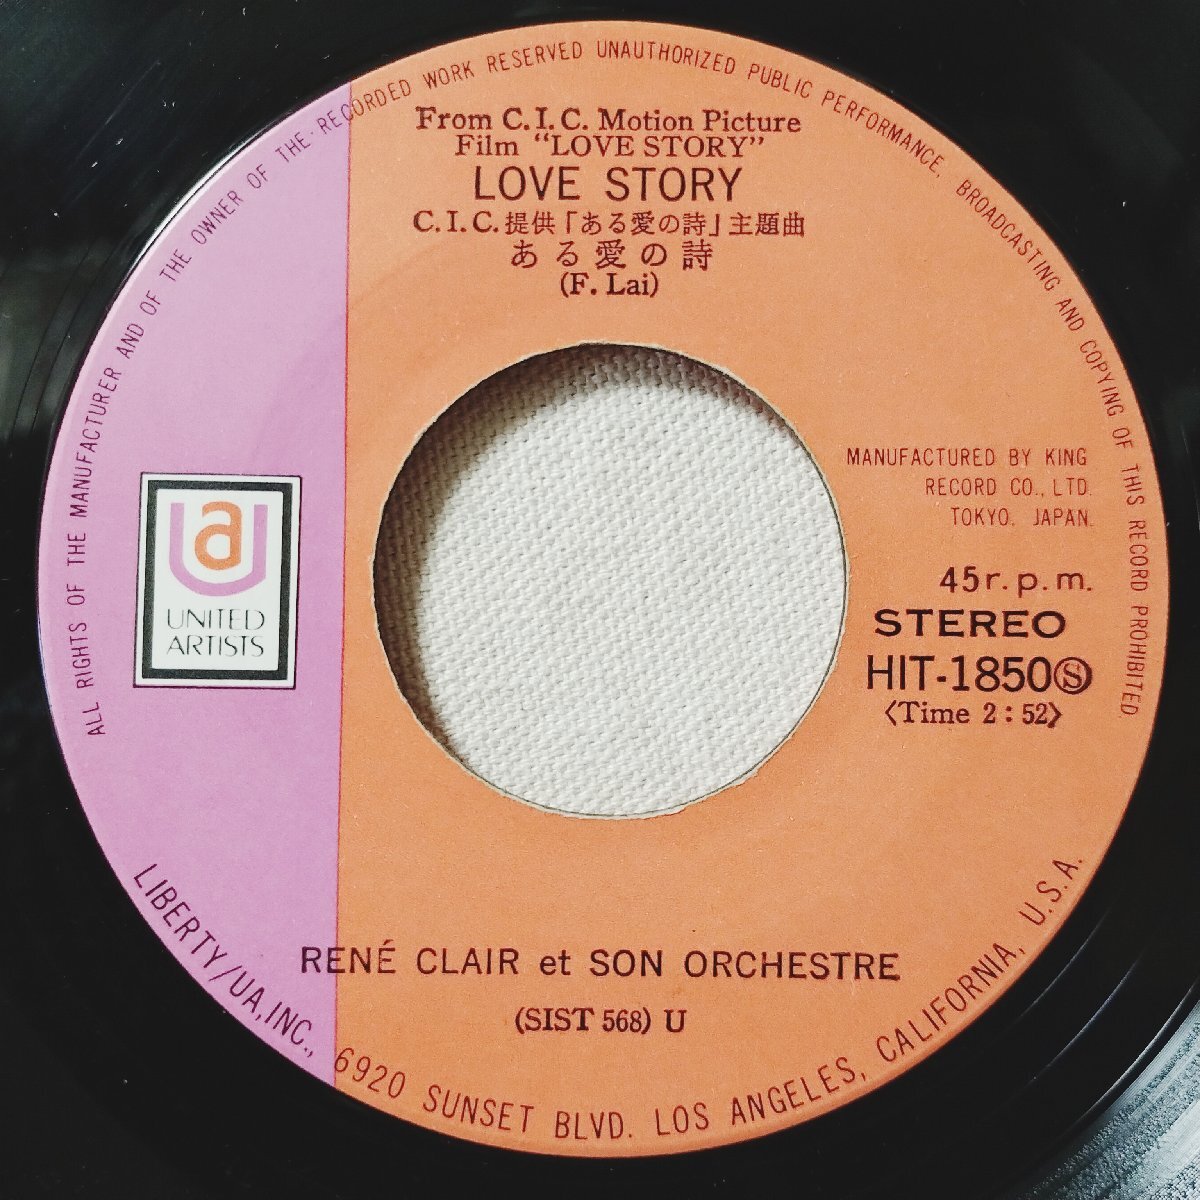 ALL RIGHTS OF THE MANUFACTURER AND OF THE OWNER OF THE RECORDED WORK RESERVED UNAUTHORIZED PUBLIC PERFORMANCE, BROADCASTING AND COPYING OF THIS RECORD PROHIBITED.
From C.I.C. Motion Picture
Film “LOVE STORY”
LOVE STORY
C.I.C.提供「ある愛の詩」主題曲
ある愛の詩
(F. Lai)
MANUFACTURED BY KING
RECORD CO., LTD.
TOKYO. JAPAN.
ua
UNITED
ARTISTS
45r.p.m.
STEREO
HIT-1850Ⓢ
〈Time 2:52〉
RENÉ CLAIR et SON ORCHESTRE
(SIST 568) U
LIBERTY/UA, INC., 6920 SUNSET BLVD. LOS ANGELES, CALIFORNIA, U.S.A.